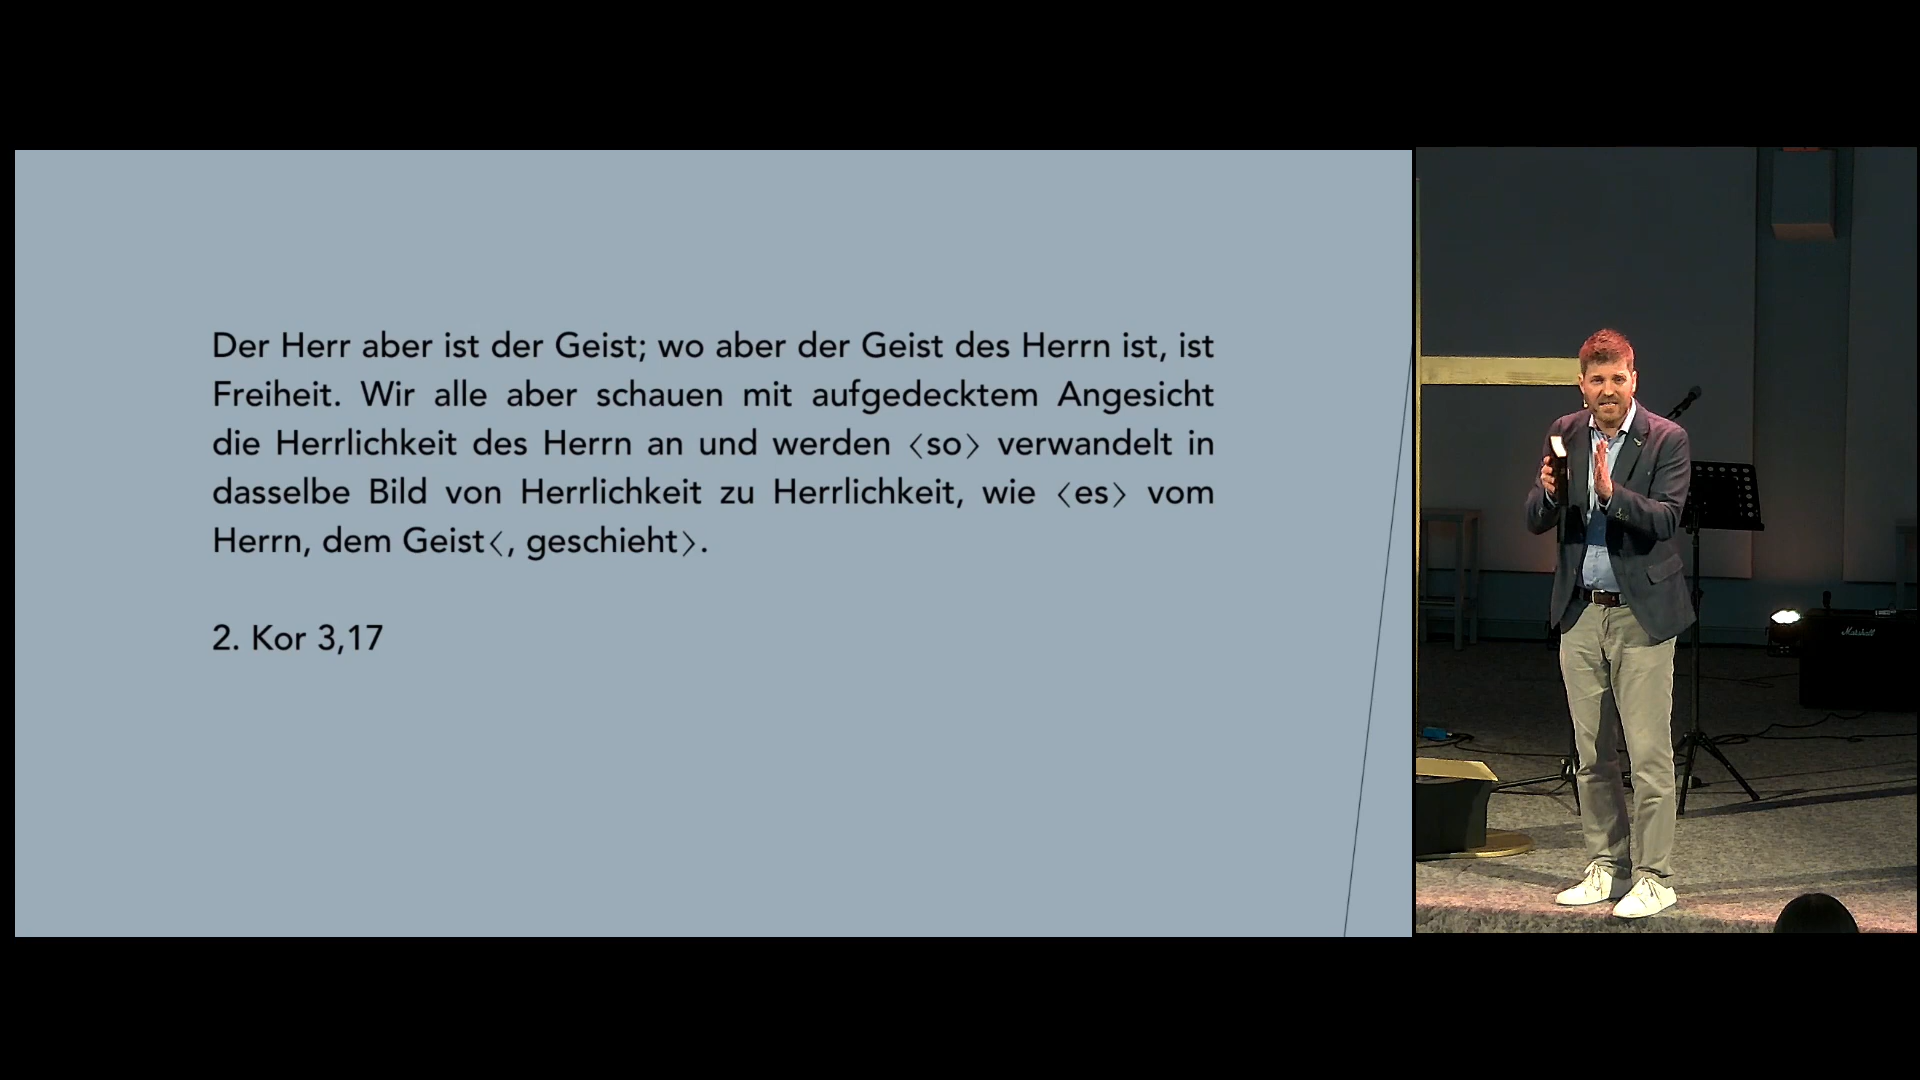 Der Herr aber ist der Geist; wo aber der Geist des Herrn ist, ist
Freiheit. Wir alle aber schauen mit aufgedecktem Angesicht
die Herrlichkeit des Herrn an und werden 〈so〉 verwandelt in
dasselbe Bild von Herrlichkeit zu Herrlichkeit, wie 〈es〉 vom
Herrn, dem Geist〈, geschieht〉.
2. Kor 3,17
Marshall